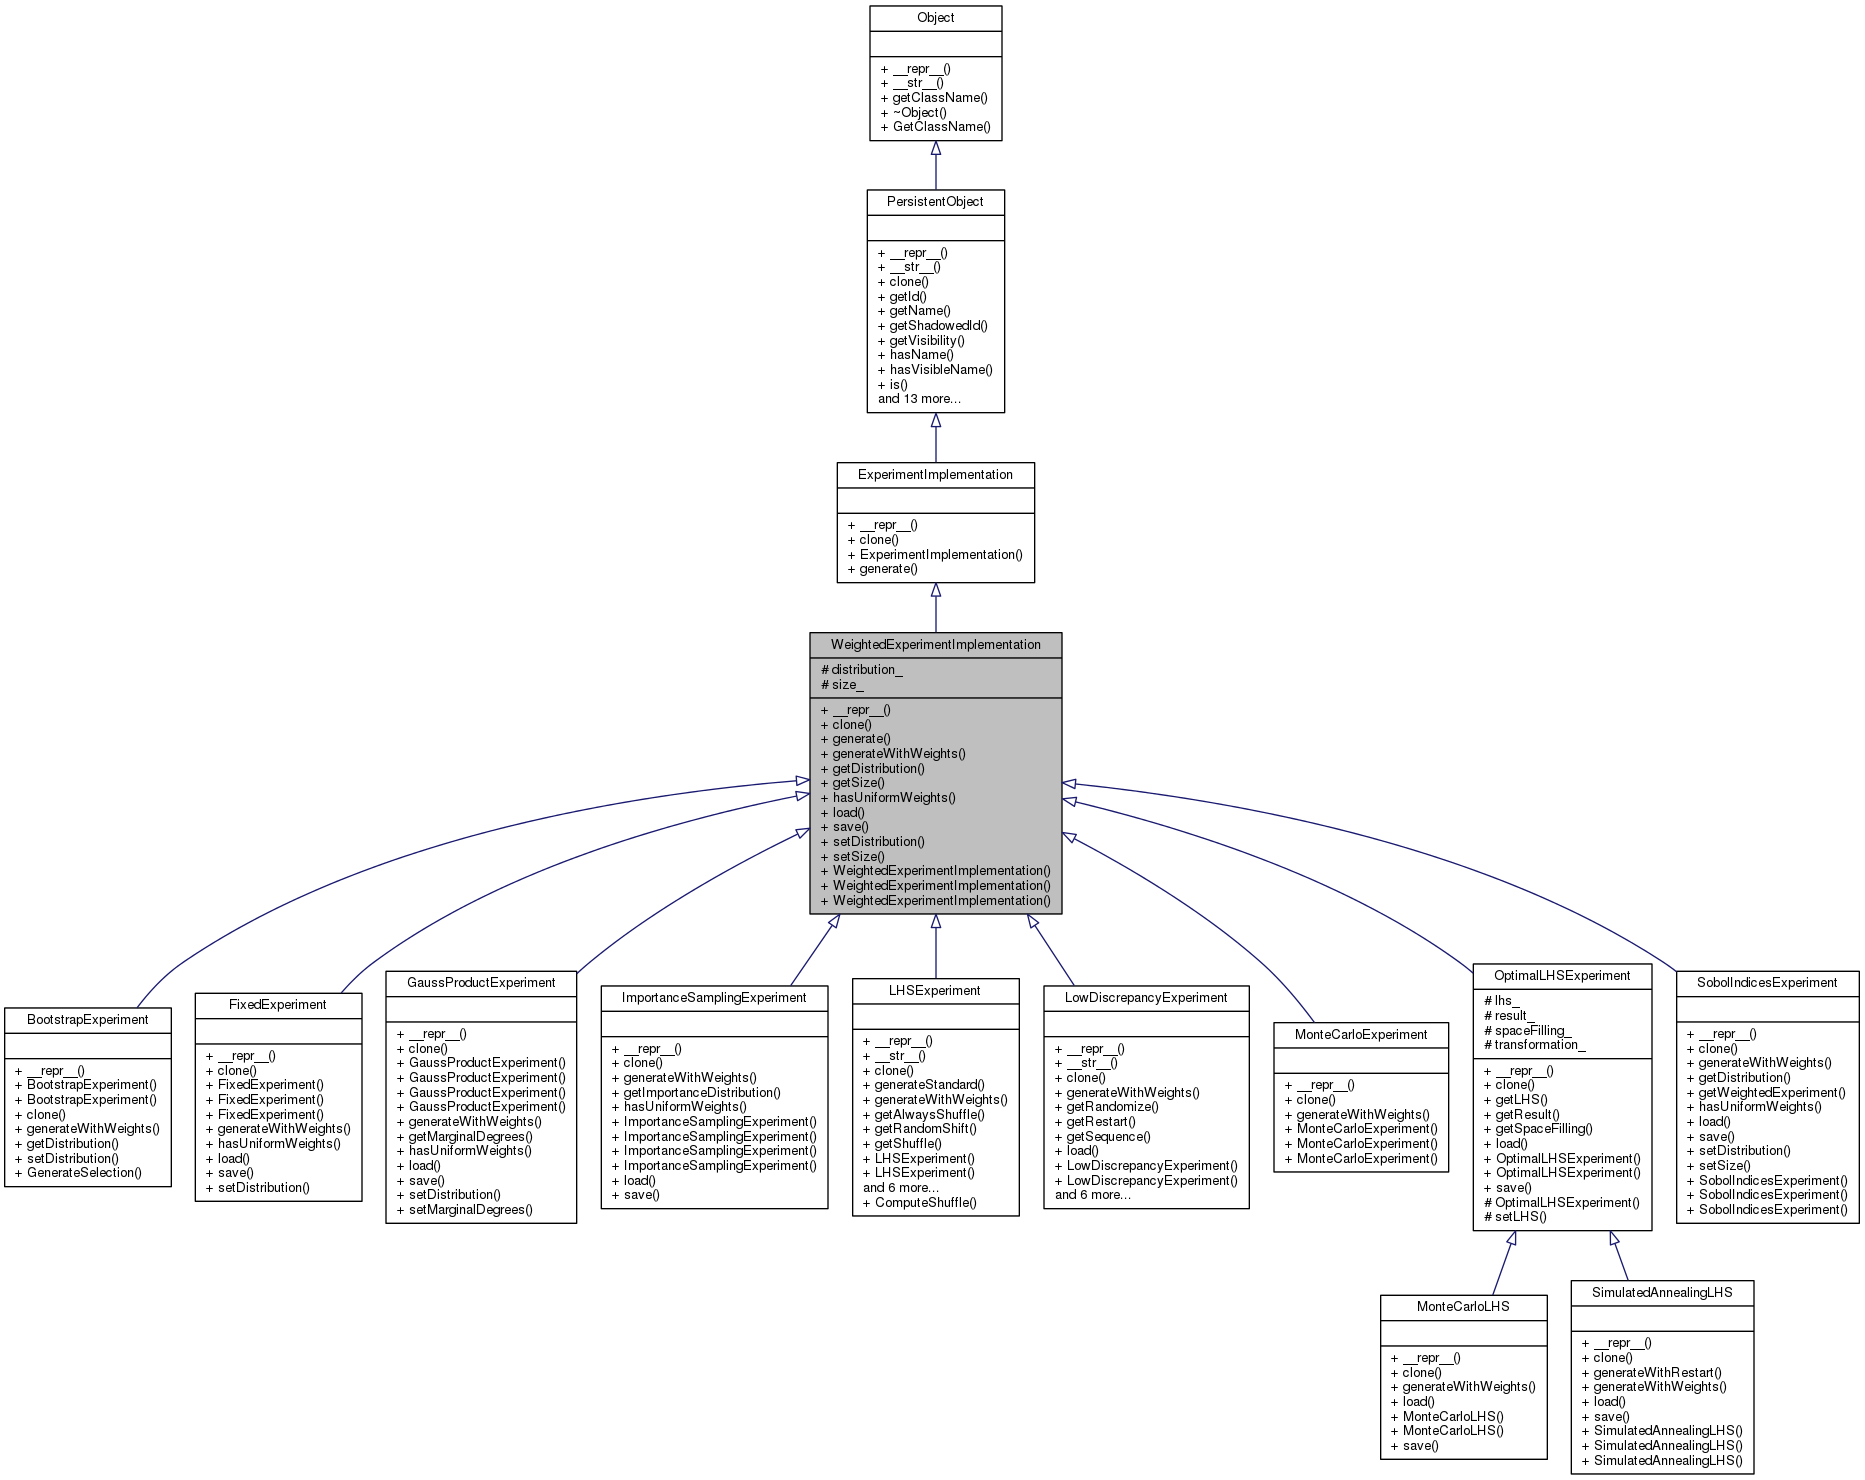 Object
+ __repr__()
+ __str__()
+ getClassName()
+ ~Object()
+ GetClassName()
PersistentObject
+ __repr__()
+ __str__()
+ clone()
+ getId()
+ getName()
+ getShadowedId()
+ getVisibility()
+ hasName()
+ hasVisibleName()
+ is()
and 13 more...
ExperimentImplementation
+ __repr__()
+ clone()
+ ExperimentImplementation()
+ generate()
WeightedExperimentImplementation
# distribution_
# size_
+ __repr__()
+ clone()
+ generate()
+ generateWithWeights()
+ getDistribution()
+ getSize()
+ hasUniformWeights()
+ load()
+ save()
+ setDistribution()
+ setSize()
+ WeightedExperimentImplementation()
+ WeightedExperimentImplementation()
+ WeightedExperimentImplementation()
BootstrapExperiment
+ __repr__()
+ BootstrapExperiment()
+ BootstrapExperiment()
+ clone()
+ generateWithWeights()
+ getDistribution()
+ setDistribution()
+ GenerateSelection()
FixedExperiment
+ __repr__()
+ clone()
+ FixedExperiment()
+ FixedExperiment()
+ FixedExperiment()
+ generateWithWeights()
+ hasUniformWeights()
+ load()
+ save()
+ setDistribution()
GaussProductExperiment
+ __repr__()
+ clone()
+ GaussProductExperiment()
+ GaussProductExperiment()
+ GaussProductExperiment()
+ GaussProductExperiment()
+ generateWithWeights()
+ getMarginalDegrees()
+ hasUniformWeights()
+ load()
+ save()
+ setDistribution()
+ setMarginalDegrees()
ImportanceSamplingExperiment
+ __repr__()
+ clone()
+ generateWithWeights()
+ getImportanceDistribution()
+ hasUniformWeights()
+ ImportanceSamplingExperiment()
+ ImportanceSamplingExperiment()
+ ImportanceSamplingExperiment()
+ ImportanceSamplingExperiment()
+ load()
+ save()
LHSExperiment
+ __repr__()
+ __str__()
+ clone()
+ generateStandard()
+ generateWithWeights()
+ getAlwaysShuffle()
+ getRandomShift()
+ getShuffle()
+ LHSExperiment()
+ LHSExperiment()
and 6 more...
+ ComputeShuffle()
LowDiscrepancyExperiment
+ __repr__()
+ __str__()
+ clone()
+ generateWithWeights()
+ getRandomize()
+ getRestart()
+ getSequence()
+ load()
+ LowDiscrepancyExperiment()
+ LowDiscrepancyExperiment()
and 6 more...
MonteCarloExperiment
+ __repr__()
+ clone()
+ generateWithWeights()
+ MonteCarloExperiment()
+ MonteCarloExperiment()
+ MonteCarloExperiment()
OptimalLHSExperiment
# lhs_
# result_
# spaceFilling_
# transformation_
+ __repr__()
+ clone()
+ getLHS()
+ getResult()
+ getSpaceFilling()
+ load()
+ OptimalLHSExperiment()
+ OptimalLHSExperiment()
+ save()
# OptimalLHSExperiment()
# setLHS()
SobolIndicesExperiment
+ __repr__()
+ clone()
+ generateWithWeights()
+ getDistribution()
+ getWeightedExperiment()
+ hasUniformWeights()
+ load()
+ save()
+ setDistribution()
+ setSize()
+ SobolIndicesExperiment()
+ SobolIndicesExperiment()
+ SobolIndicesExperiment()
MonteCarloLHS
+ __repr__()
+ clone()
+ generateWithWeights()
+ load()
+ MonteCarloLHS()
+ MonteCarloLHS()
+ save()
SimulatedAnnealingLHS
+ __repr__()
+ clone()
+ generateWithRestart()
+ generateWithWeights()
+ load()
+ save()
+ SimulatedAnnealingLHS()
+ SimulatedAnnealingLHS()
+ SimulatedAnnealingLHS()